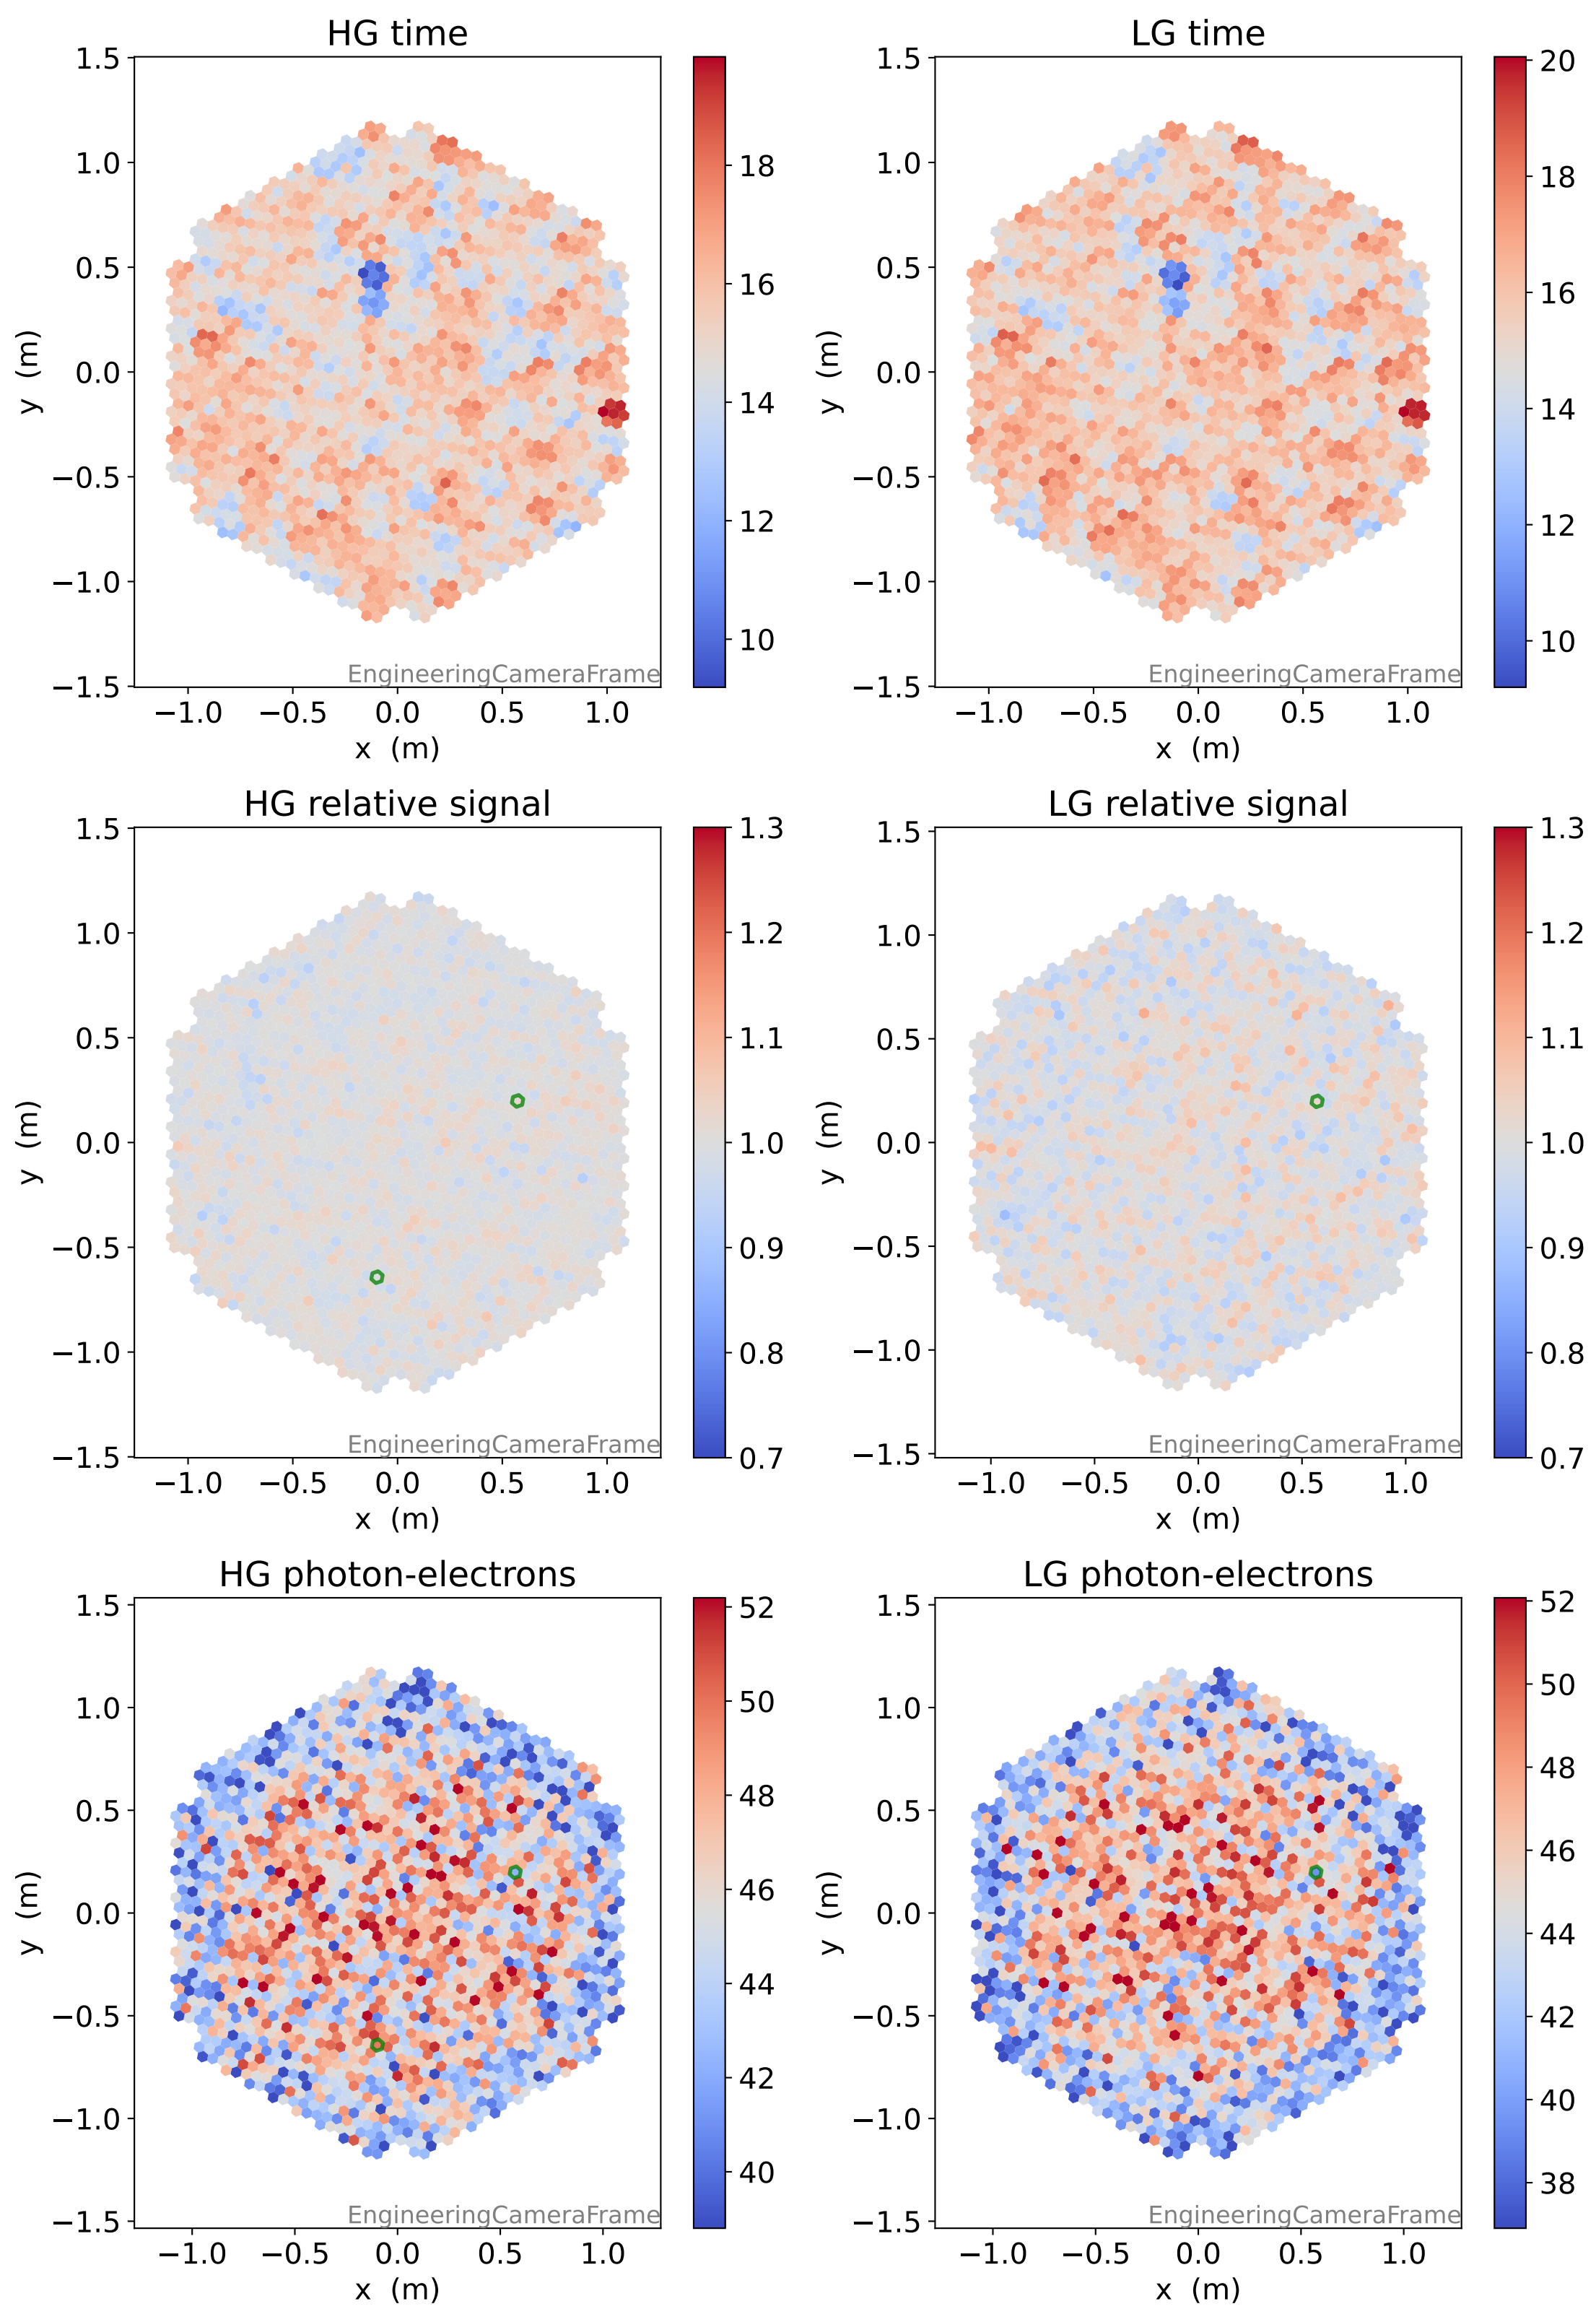 HG time
1.5
1.0
0.5
0.0
−0.5
−1.0
−1.5
y (m)
−1.0 −0.5 0.0 0.5 1.0
x (m)
EngineeringCameraFrame
18
16
14
12
10
LG time
1.5
1.0
0.5
0.0
−0.5
−1.0
−1.5
y (m)
−1.0 −0.5 0.0 0.5 1.0
x (m)
EngineeringCameraFrame
20
18
16
14
12
10
HG relative signal
1.5
1.0
0.5
0.0
−0.5
−1.0
−1.5
y (m)
−1.0 −0.5 0.0 0.5 1.0
x (m)
EngineeringCameraFrame
1.3
1.2
1.1
1.0
0.9
0.8
0.7
LG relative signal
1.5
1.0
0.5
0.0
−0.5
−1.0
−1.5
y (m)
−1.0 −0.5 0.0 0.5 1.0
x (m)
EngineeringCameraFrame
1.3
1.2
1.1
1.0
0.9
0.8
0.7
HG photon-electrons
1.5
1.0
0.5
0.0
−0.5
−1.0
−1.5
y (m)
−1.0 −0.5 0.0 0.5 1.0
x (m)
EngineeringCameraFrame
52
50
48
46
44
42
40
LG photon-electrons
1.5
1.0
0.5
0.0
−0.5
−1.0
−1.5
y (m)
−1.0 −0.5 0.0 0.5 1.0
x (m)
EngineeringCameraFrame
52
50
48
46
44
42
40
38